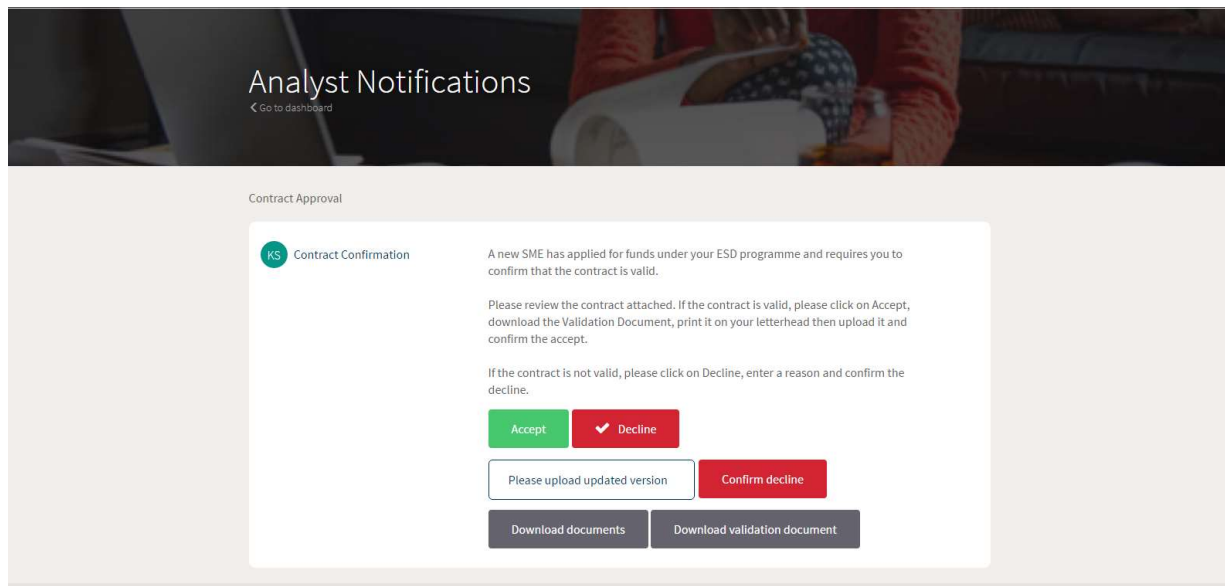 Analyst Notifications
Go to dashboard
Contract Approval
KS Contract Confirmation
A new SME has applied for funds under your ESD programme and requires you to
confirm that the contract is valid.
Please review the contract attached. If the contract is valid, please click on Accept,
download the Validation Document, print it on your letterhead then upload it and
confirm the accept.
If the contract is not valid, please click on Decline, enter a reason and confirm the
decline.
Accept Decline
Please upload updated version Confirm decline
Download documents Download validation document